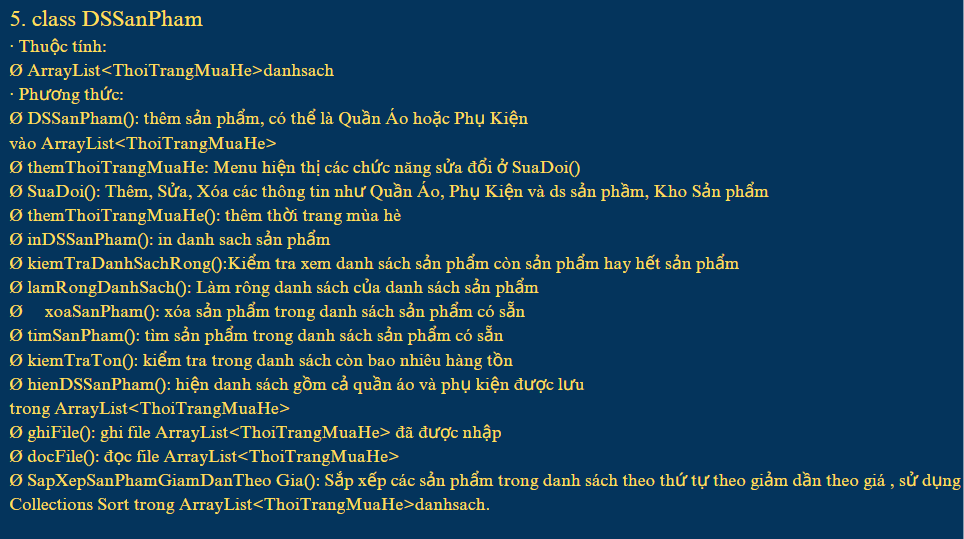 5. class DSSanPham
· Thuộc tính:
Ø ArrayList<ThoiTrangMuaHe>danhsach
· Phương thức:
Ø DSSanPham(): thêm sản phẩm, có thể là Quần Áo hoặc Phụ Kiện
vào ArrayList<ThoiTrangMuaHe>
Ø themThoiTrangMuaHe: Menu hiện thị các chức năng sửa đổi ở SuaDoi()
Ø SuaDoi(): Thêm, Sửa, Xóa các thông tin như Quần Áo, Phụ Kiện và ds sản phầm, Kho Sản phẩm
Ø themThoiTrangMuaHe(): thêm thời trang mùa hè
Ø inDSSanPham(): in danh sach sản phẩm
Ø kiemTraDanhSachRong():Kiểm tra xem danh sách sản phẩm còn sản phẩm hay hết sản phẩm
Ø lamRongDanhSach(): Làm rông danh sách của danh sách sản phẩm
Ø xoaSanPham(): xóa sản phẩm trong danh sách sản phẩm có sẵn
Ø timSanPham(): tìm sản phẩm trong danh sách sản phẩm có sẵn
Ø kiemTraTon(): kiểm tra trong danh sách còn bao nhiêu hàng tồn
Ø hienDSSanPham(): hiện danh sách gồm cả quần áo và phụ kiện được lưu
trong ArrayList<ThoiTrangMuaHe>
Ø ghiFile(): ghi file ArrayList<ThoiTrangMuaHe> đã được nhập
Ø docFile(): đọc file ArrayList<ThoiTrangMuaHe>
Ø SapXepSanPhamGiamDanTheo Gia(): Sắp xếp các sản phẩm trong danh sách theo thứ tự theo giảm dần theo giá , sử dụng
Collections Sort trong ArrayList<ThoiTrangMuaHe>danhsach.